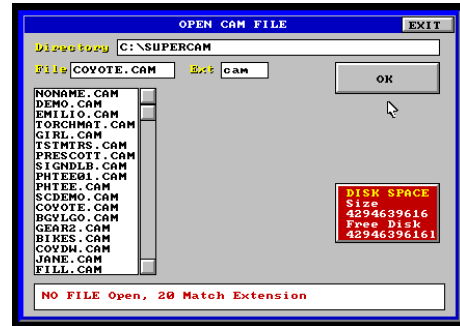 OPEN CAM FILE
EXIT
Directory C:\SUPERCAM
File COYOTE.CAM Ext cam
OK
NONAME.CAM
DEMO.CAM
EMILIO.CAM
TORCHMAT.CAM
GIRL.CAM
TSTMTRS.CAM
PRESCOTT.CAM
SIGNDLB.CAM
PHTEE01.CAM
PHTEE.CAM
SCDEMO.CAM
COYOTE.CAM
BGYLGO.CAM
GEAR2.CAM
BIKES.CAM
COYDW.CAM
JANE.CAM
FILL.CAM
DISK SPACE
Size
4294639616
Free Disk
42946396161
NO FILE Open, 20 Match Extension